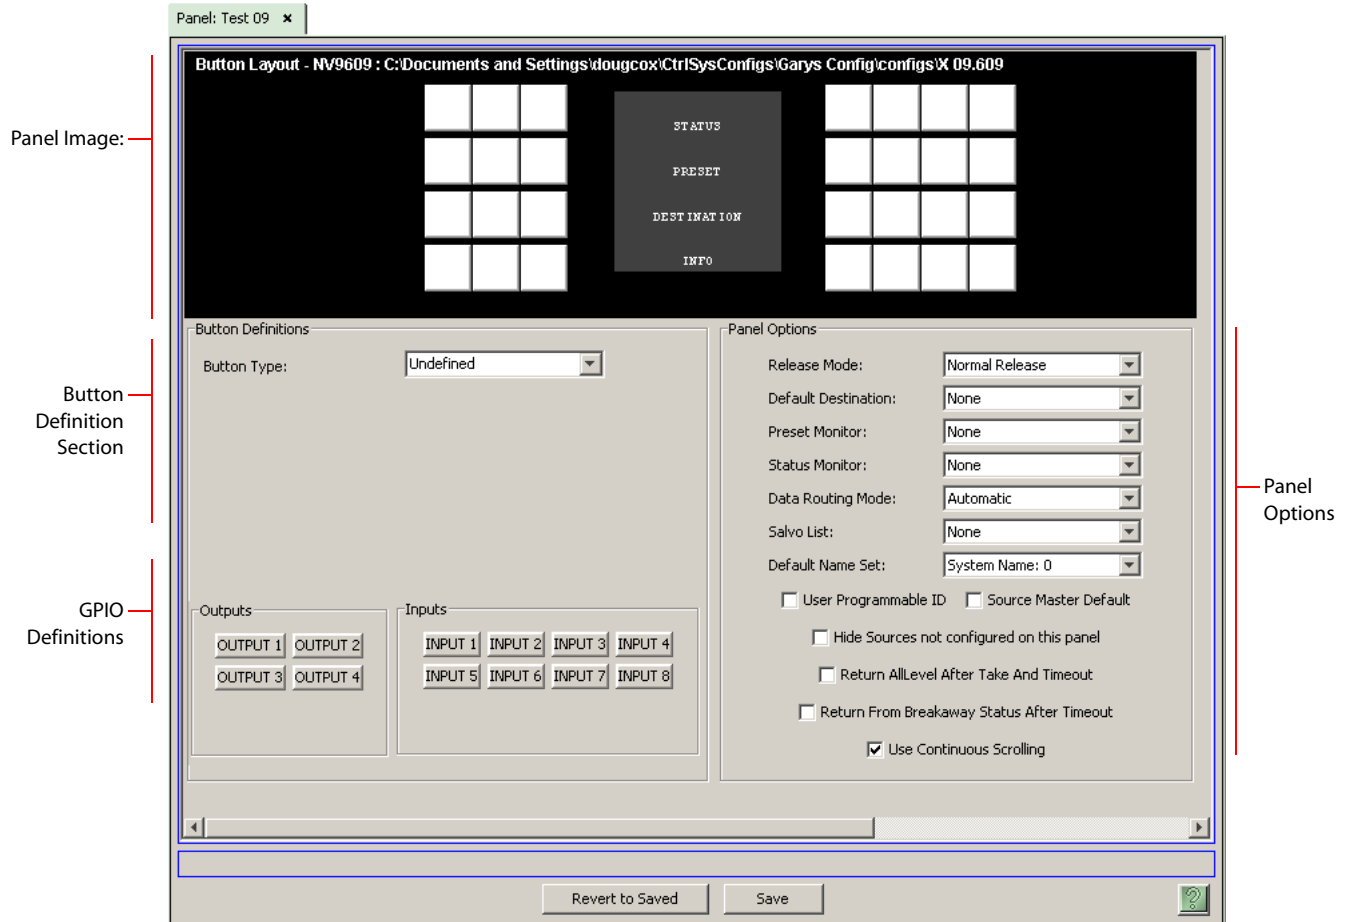 Panel: Test 09 ×
Button Layout - NV9609 : C:\Documents and Settings\dougcox\CtrlSysConfigs\Garys Config\configs\X 09.609
Panel Image:
STATUS
PRESET
DESTINATION
INFO
Button Definitions
Button Type:
Undefined
Button
Definition
Section
GPIO
Definitions
Outputs
OUTPUT 1
OUTPUT 2
OUTPUT 3
OUTPUT 4
Inputs
INPUT 1
INPUT 2
INPUT 3
INPUT 4
INPUT 5
INPUT 6
INPUT 7
INPUT 8
Panel Options
Release Mode:
Normal Release
Default Destination:
None
Preset Monitor:
None
Status Monitor:
None
Data Routing Mode:
Automatic
Salvo List:
None
Default Name Set:
System Name: 0
User Programmable ID
Source Master Default
Hide Sources not configured on this panel
Return AllLevel After Take And Timeout
Return From Breakaway Status After Timeout
Use Continuous Scrolling
Panel
Options
Revert to Saved
Save
?